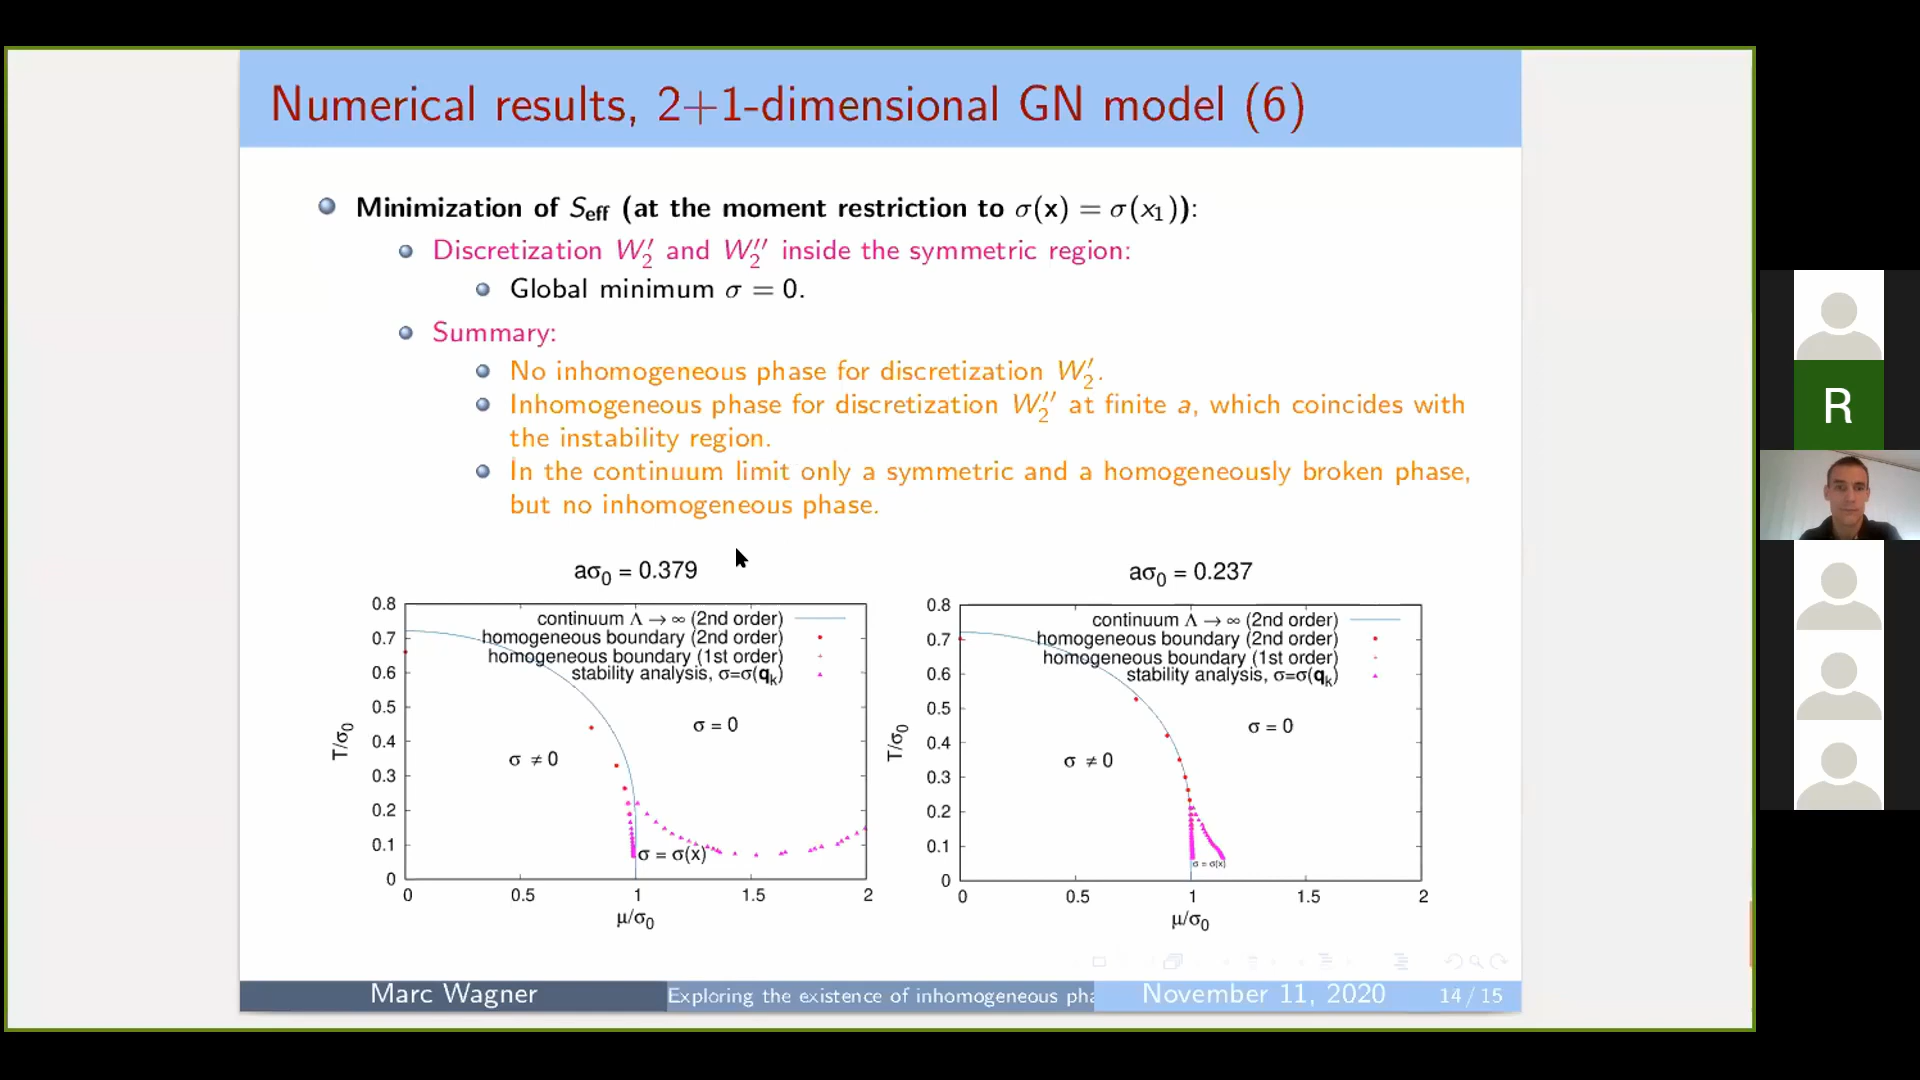 Numerical results, 2+1-dimensional GN model (6)
Minimization of S_eff (at the moment restriction to σ(x) = σ(x₁)):
Discretization W₂′ and W₂″ inside the symmetric region:
Global minimum σ = 0.
Summary:
No inhomogeneous phase for discretization W₂′.
Inhomogeneous phase for discretization W₂″ at finite a, which coincides with
the instability region.
In the continuum limit only a symmetric and a homogeneously broken phase,
but no inhomogeneous phase.
aσ₀ = 0.379
continuum Λ → ∞ (2nd order)
homogeneous boundary (2nd order)
homogeneous boundary (1st order)
stability analysis, σ=σ(q_k)
σ = 0
σ ≠ 0
σ = σ(x)
T/σ₀
0.8
0.7
0.6
0.5
0.4
0.3
0.2
0.1
0
0 0.5 1 1.5 2
μ/σ₀
aσ₀ = 0.237
continuum Λ → ∞ (2nd order)
homogeneous boundary (2nd order)
homogeneous boundary (1st order)
stability analysis, σ=σ(q_k)
σ = 0
σ ≠ 0
σ = σ(x)
T/σ₀
0.8
0.7
0.6
0.5
0.4
0.3
0.2
0.1
0
0 0.5 1 1.5 2
μ/σ₀
Marc Wagner Exploring the existence of inhomogeneous pha November 11, 2020 14 / 15
R